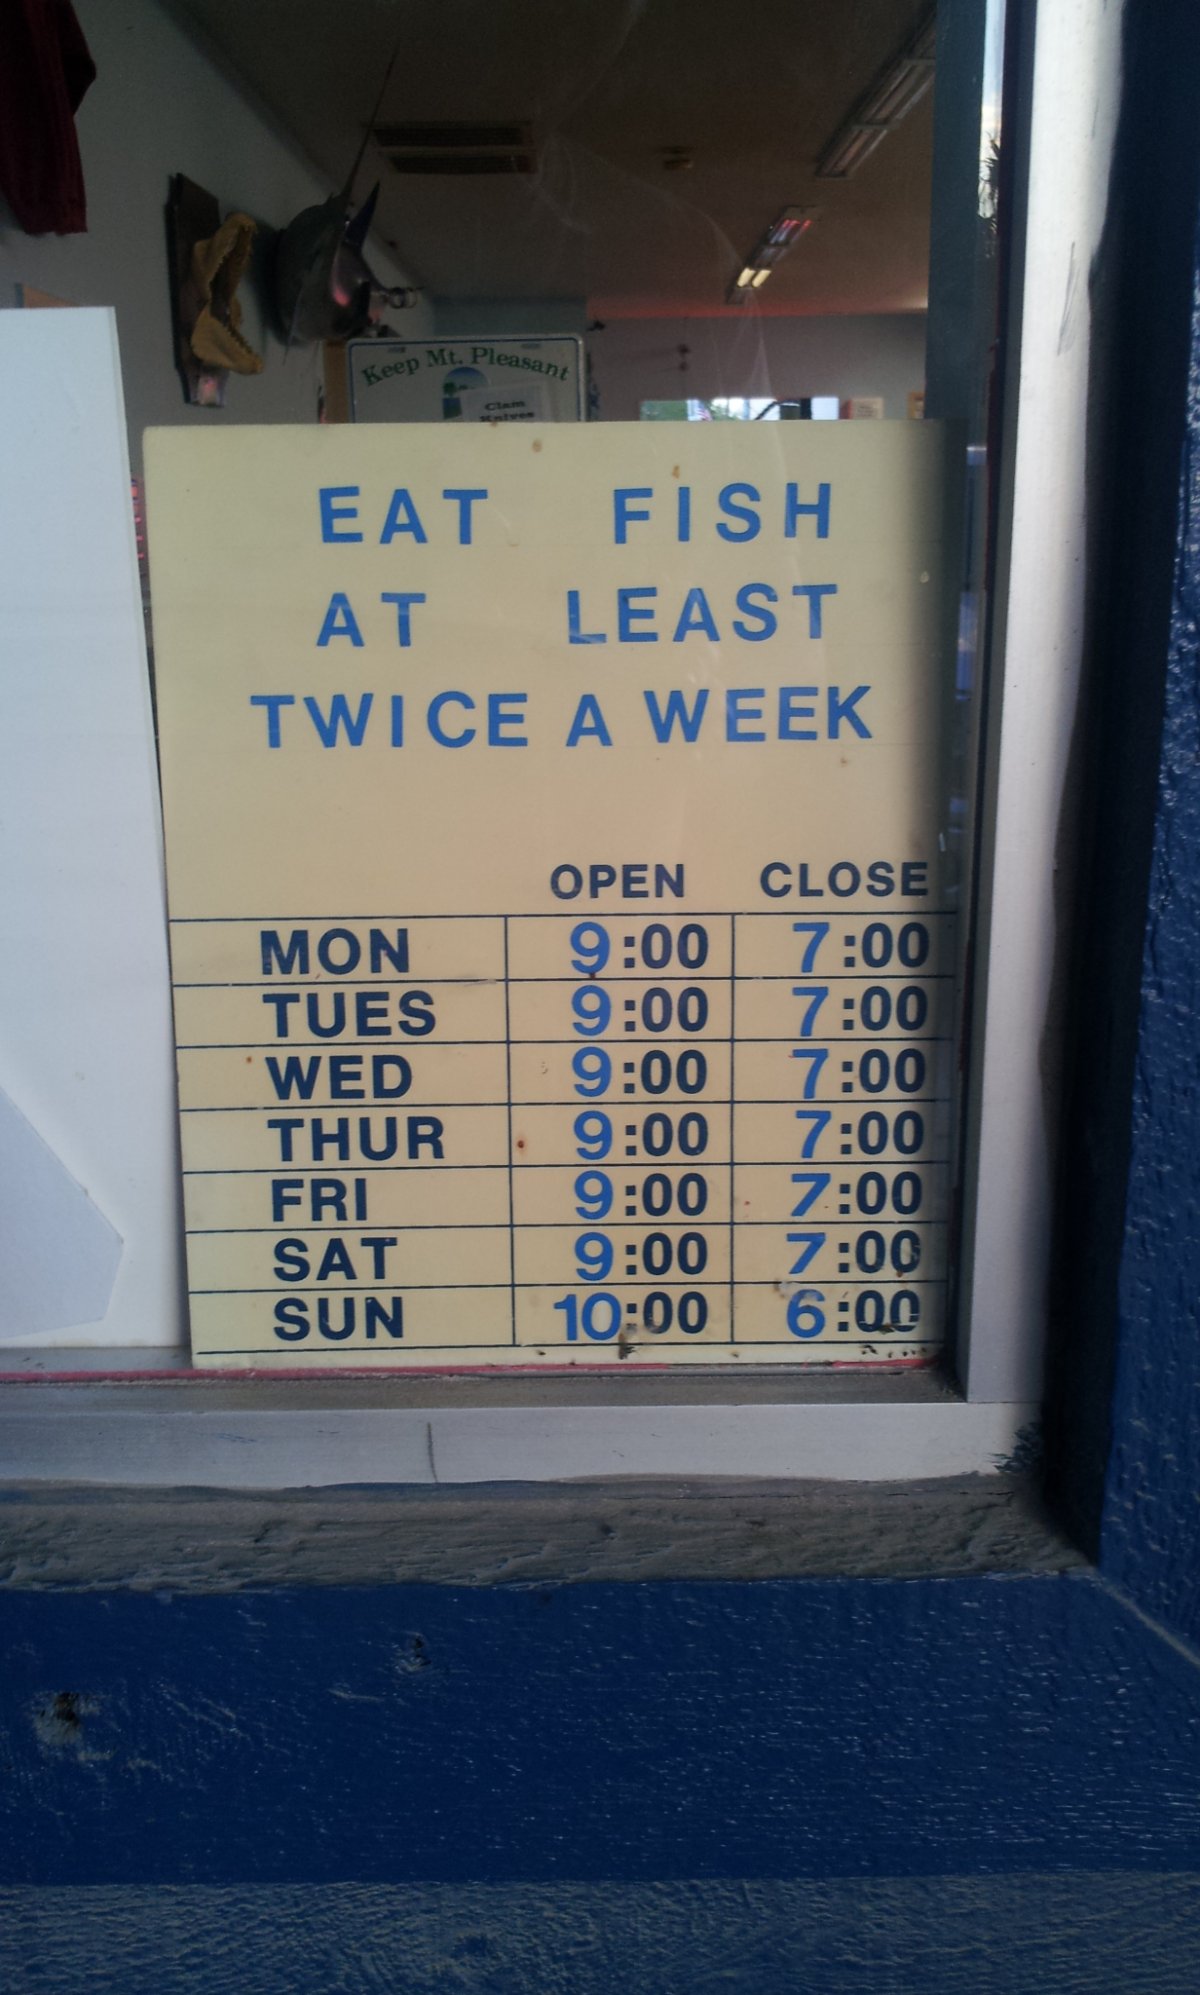 Keep Mt. Pleasant
Clam
Knives
EAT FISH
AT LEAST
TWICE A WEEK
OPEN CLOSE
MON 9:00 7:00
TUES 9:00 7:00
WED 9:00 7:00
THUR 9:00 7:00
FRI 9:00 7:00
SAT 9:00 7:00
SUN 10:00 6:00